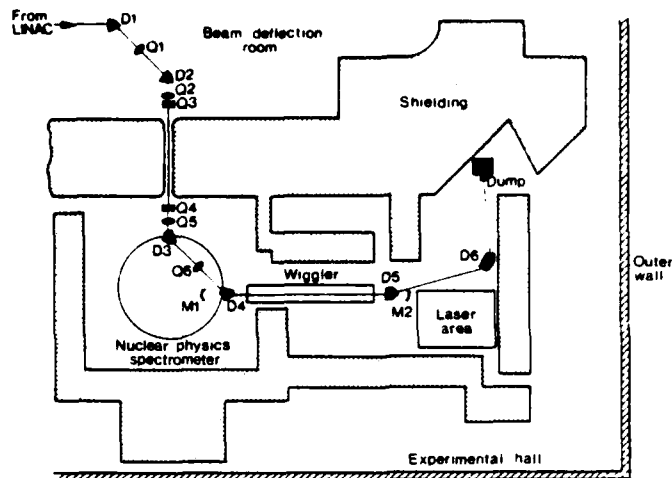 From
LINAC
D1
Q1
Beam deflection
room
D2
Q2
Q3
Shielding
Dump
Q4
Q5
D3
Q6
M1
D4
Wiggler
D5
M2
D6
Laser
area
Outer
wall
Nuclear physics
spectrometer
Experimental hall